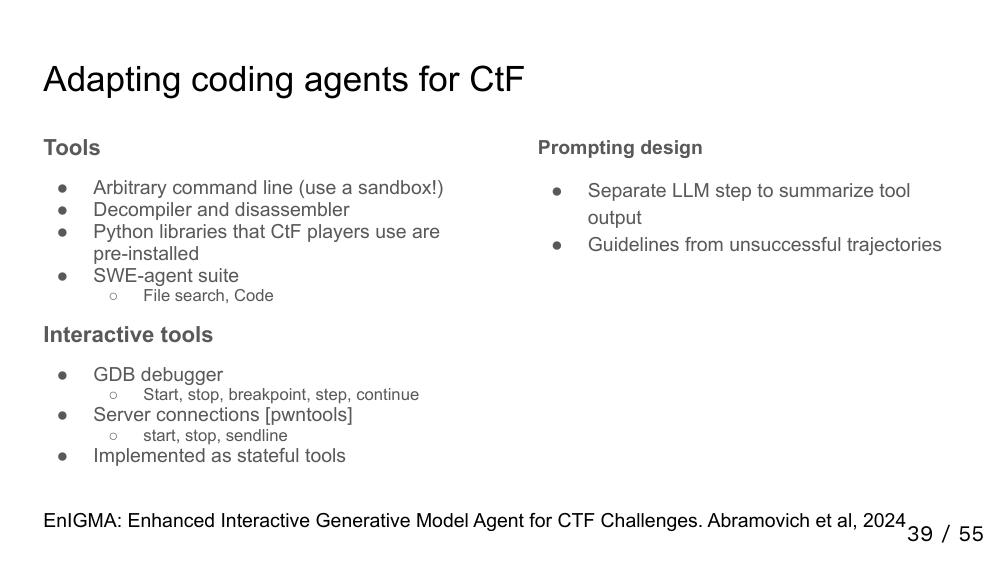 Adapting coding agents for CtF
Tools
● Arbitrary command line (use a sandbox!)
● Decompiler and disassembler
● Python libraries that CtF players use are
pre-installed
● SWE-agent suite
○ File search, Code
Interactive tools
● GDB debugger
○ Start, stop, breakpoint, step, continue
● Server connections [pwntools]
○ start, stop, sendline
● Implemented as stateful tools
Prompting design
● Separate LLM step to summarize tool
output
● Guidelines from unsuccessful trajectories
EnIGMA: Enhanced Interactive Generative Model Agent for CTF Challenges. Abramovich et al, 2024
39 / 55